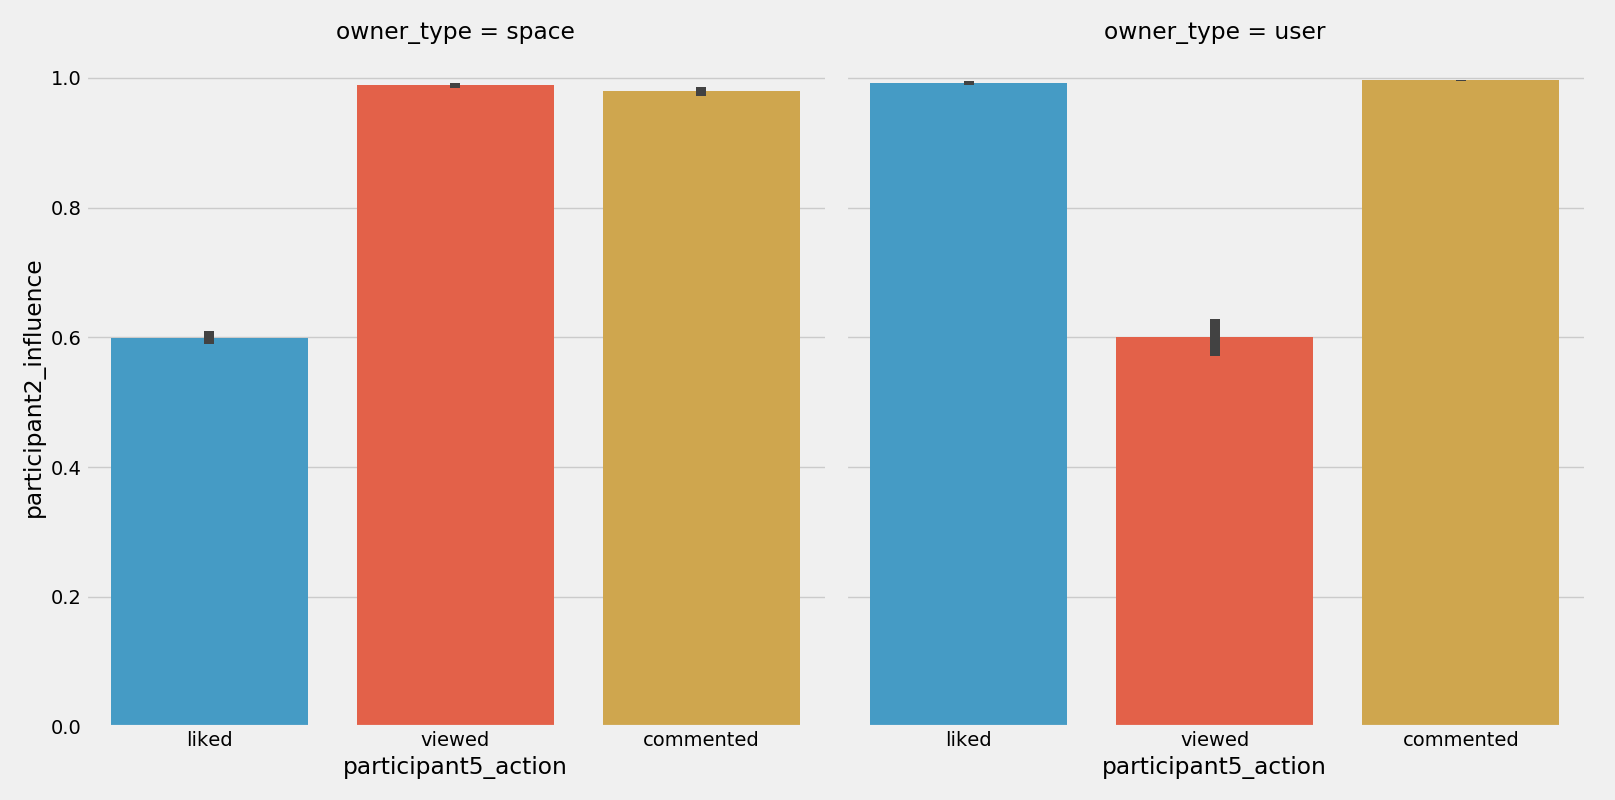 owner_type = space
owner_type = user
participant2_influence
1.0
0.8
0.6
0.4
0.2
0.0
liked viewed commented
liked viewed commented
participant5_action
participant5_action